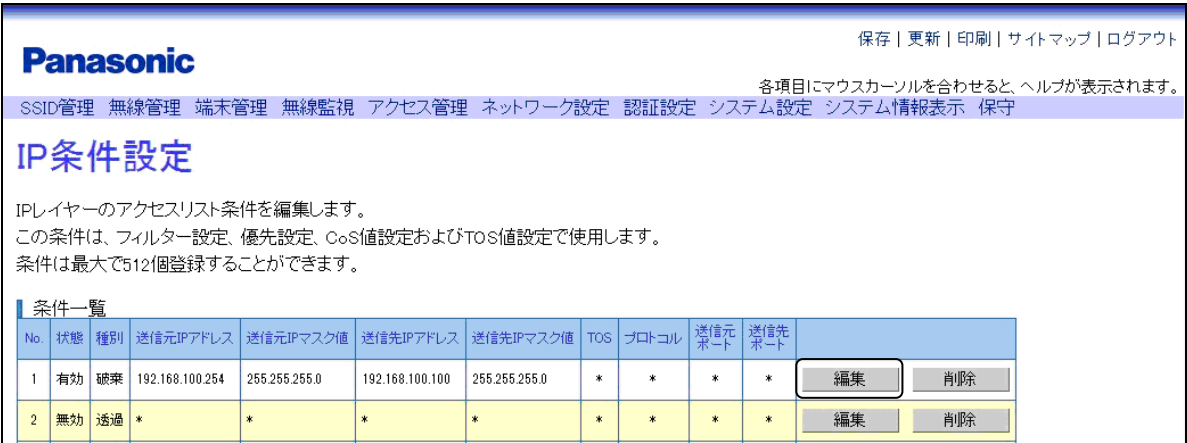 保存 | 更新 | 印刷 | サイトマップ | ログアウト
Panasonic
各項目にマウスカーソルを合わせると、ヘルプが表示されます。
SSID管理 無線管理 端末管理 無線監視 アクセス管理 ネットワーク設定 認証設定 システム設定 システム情報表示 保守
IP条件設定
IPレイヤーのアクセスリスト条件を編集します。
この条件は、フィルター設定、優先設定、CoS値設定およびTOS値設定で使用します。
条件は最大で512個登録することができます。
条件一覧
No. 状態 種別 送信元IPアドレス 送信元IPマスク値 送信先IPアドレス 送信先IPマスク値 TOS プロトコル 送信元ポート 送信先ポート
1 有効 破棄 192.168.100.254 255.255.255.0 192.168.100.100 255.255.255.0 * * * * 編集 削除
2 無効 透過 * * * * * * * * 編集 削除